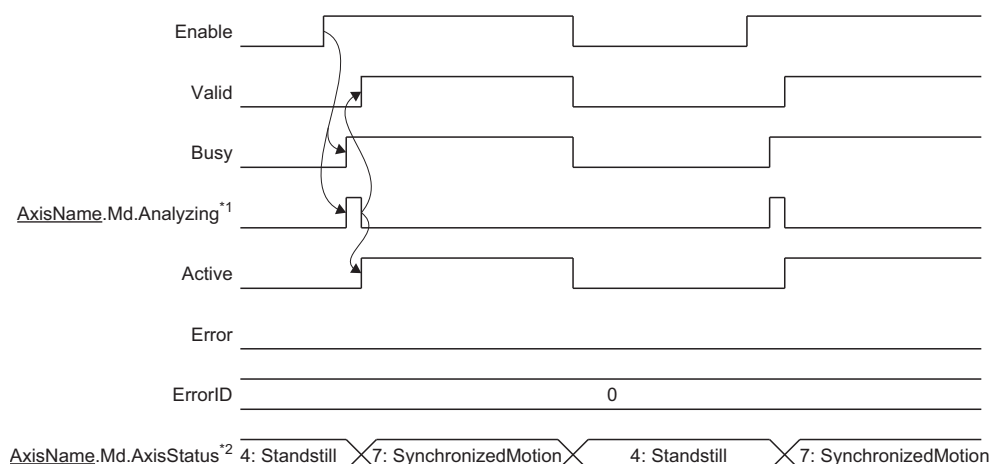 Enable
Valid
Busy
AxisName.Md.Analyzing*1
Active
Error
ErrorID 0
AxisName.Md.AxisStatus*2 4: Standstill 7: SynchronizedMotion 4: Standstill 7: SynchronizedMotion